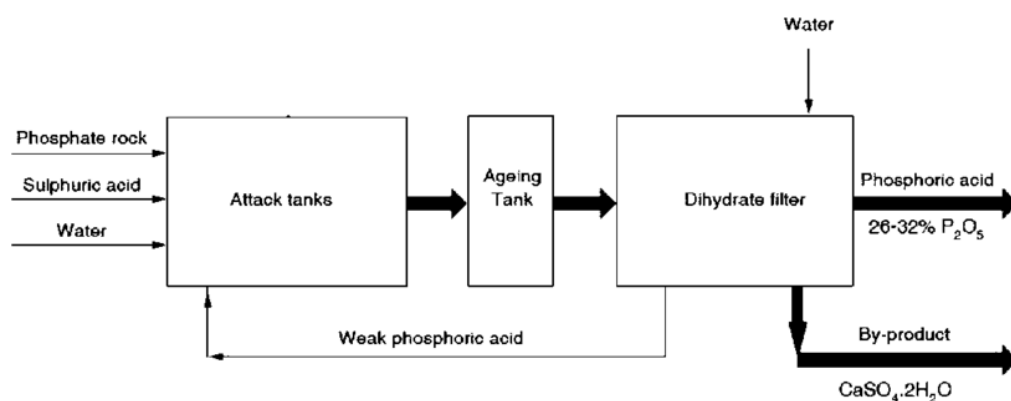 Water
Phosphate rock
Sulphuric acid
Water
Attack tanks
Ageing
Tank
Dihydrate filter
Phosphoric acid
26-32% P₂O₅
Weak phosphoric acid
By-product
CaSO₄.2H₂O